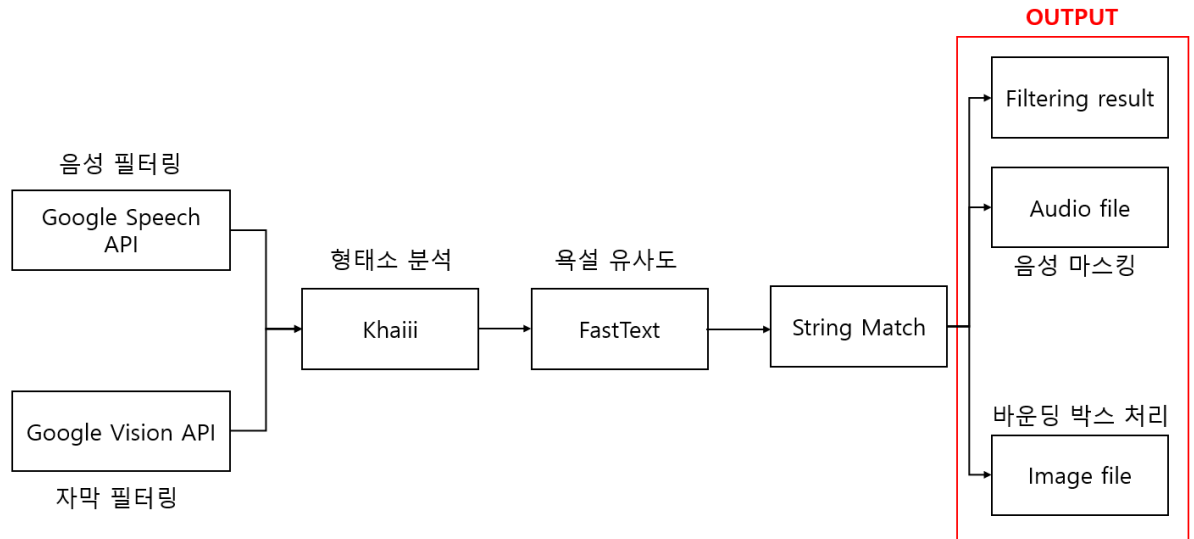 OUTPUT
Filtering result
음성 필터링
Google Speech
API
Audio file
음성 마스킹
형태소 분석
욕설 유사도
Khaiii
FastText
String Match
Google Vision API
자막 필터링
바운딩 박스 처리
Image file